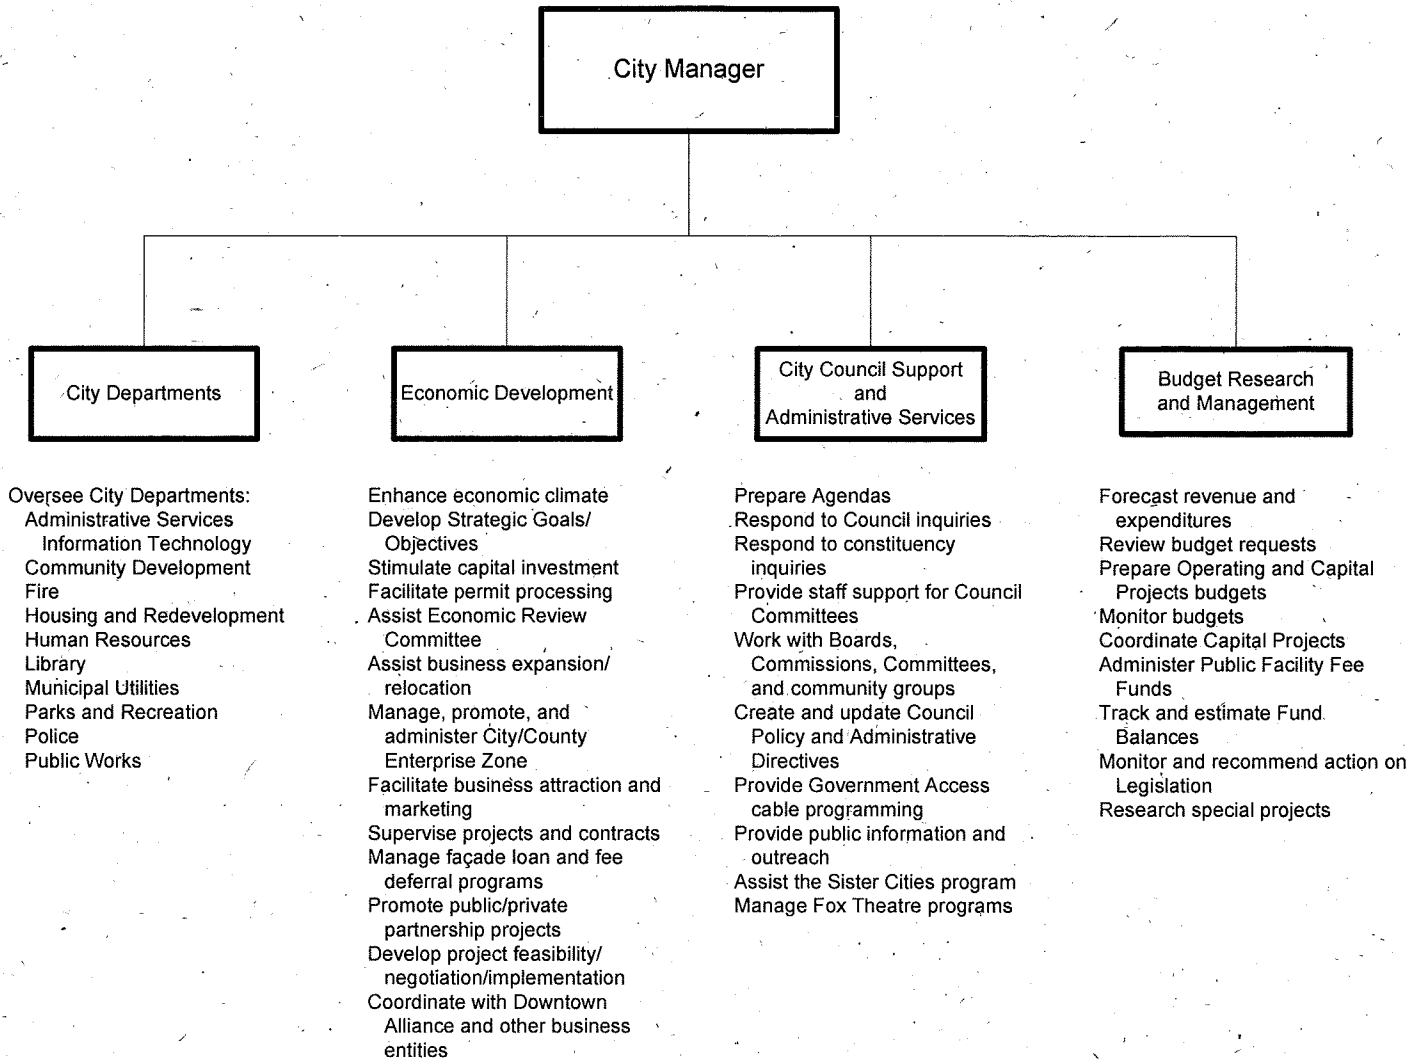 City Manager
City Departments
Economic Development
City Council Support
and
Administrative Services
Budget Research
and Management
Oversee City Departments:
Administrative Services
Information Technology
Community Development
Fire
Housing and Redevelopment
Human Resources
Library
Municipal Utilities
Parks and Recreation
Police
Public Works
Enhance economic climate
Develop Strategic Goals/
Objectives
Stimulate capital investment
Facilitate permit processing
Assist Economic Review
Committee
Assist business expansion/
relocation
Manage, promote, and
administer City/County
Enterprise Zone
Facilitate business attraction and
marketing
Supervise projects and contracts
Manage façade loan and fee
deferral programs
Promote public/private
partnership projects
Develop project feasibility/
negotiation/implementation
Coordinate with Downtown
Alliance and other business
entities
Prepare Agendas
Respond to Council inquiries
Respond to constituency
inquiries
Provide staff support for Council
Committees
Work with Boards,
Commissions, Committees,
and community groups
Create and update Council
Policy and Administrative
Directives
Provide Government Access
cable programming
Provide public information and
outreach
Assist the Sister Cities program
Manage Fox Theatre programs
Forecast revenue and
expenditures
Review budget requests
Prepare Operating and Capital
Projects budgets
Monitor budgets
Coordinate Capital Projects
Administer Public Facility Fee
Funds
Track and estimate Fund
Balances
Monitor and recommend action on
Legislation
Research special projects